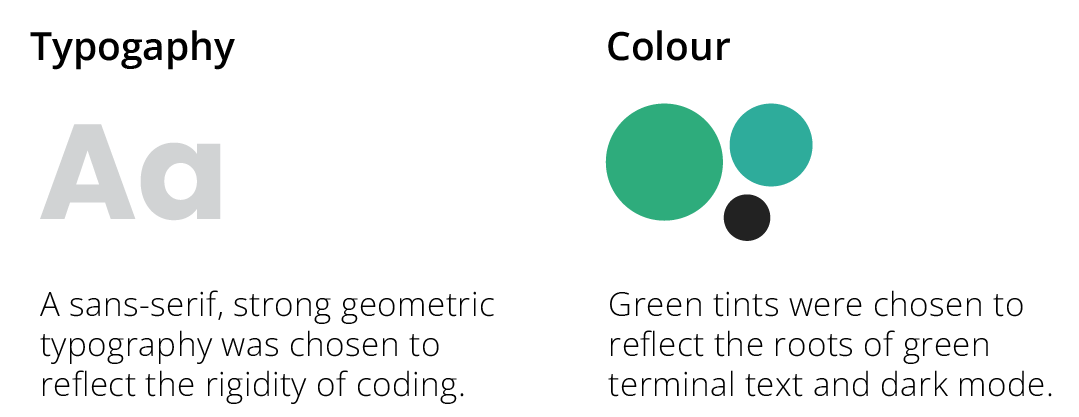 Typogaphy
Aa
A sans-serif, strong geometric
typography was chosen to
reflect the rigidity of coding.
Colour
Green tints were chosen to
reflect the roots of green
terminal text and dark mode.